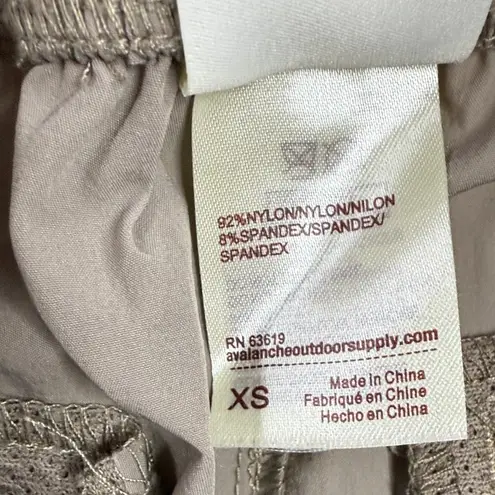 92%NYLON/NYLON/NILON
8%SPANDEX/SPANDEX/
SPANDEX
RN 63619
avalancheoutdoorsupply.com
XS
Made in China
Fabriqué en Chine
Hecho en China